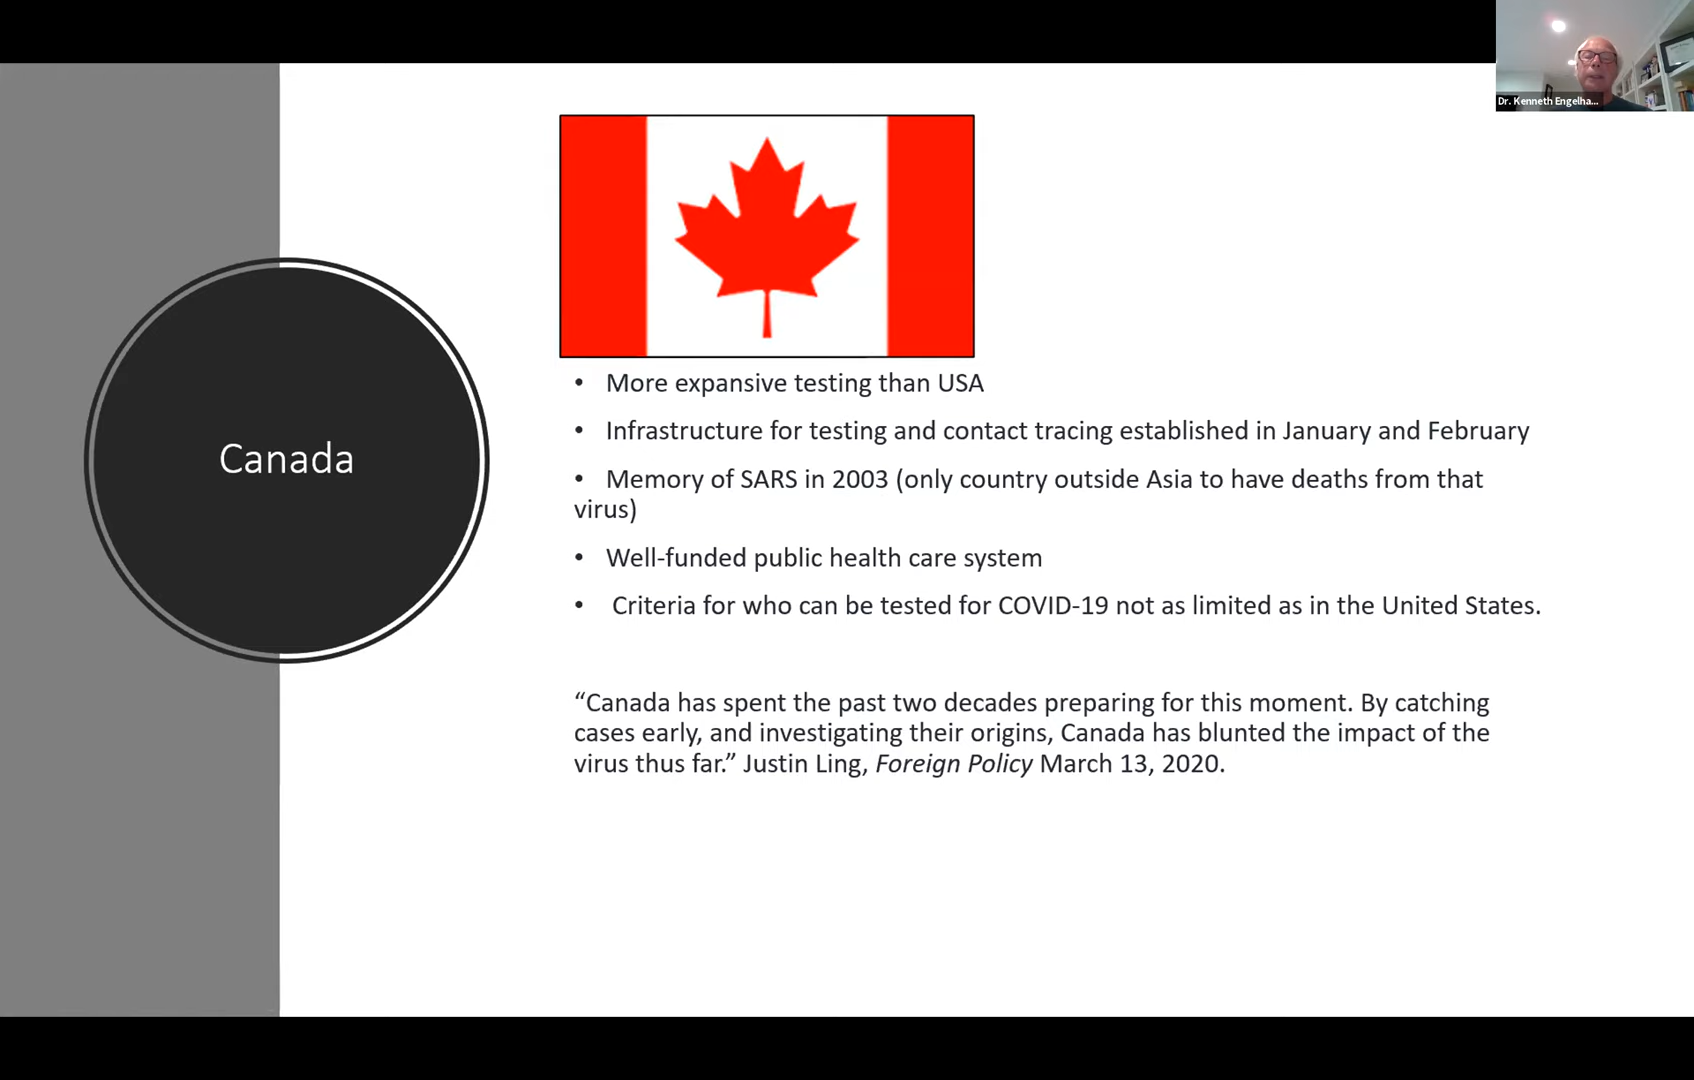 Dr. Kenneth Engelha...
Canada
• More expansive testing than USA
• Infrastructure for testing and contact tracing established in January and February
• Memory of SARS in 2003 (only country outside Asia to have deaths from that
virus)
• Well-funded public health care system
• Criteria for who can be tested for COVID-19 not as limited as in the United States.
“Canada has spent the past two decades preparing for this moment. By catching
cases early, and investigating their origins, Canada has blunted the impact of the
virus thus far.” Justin Ling, Foreign Policy March 13, 2020.